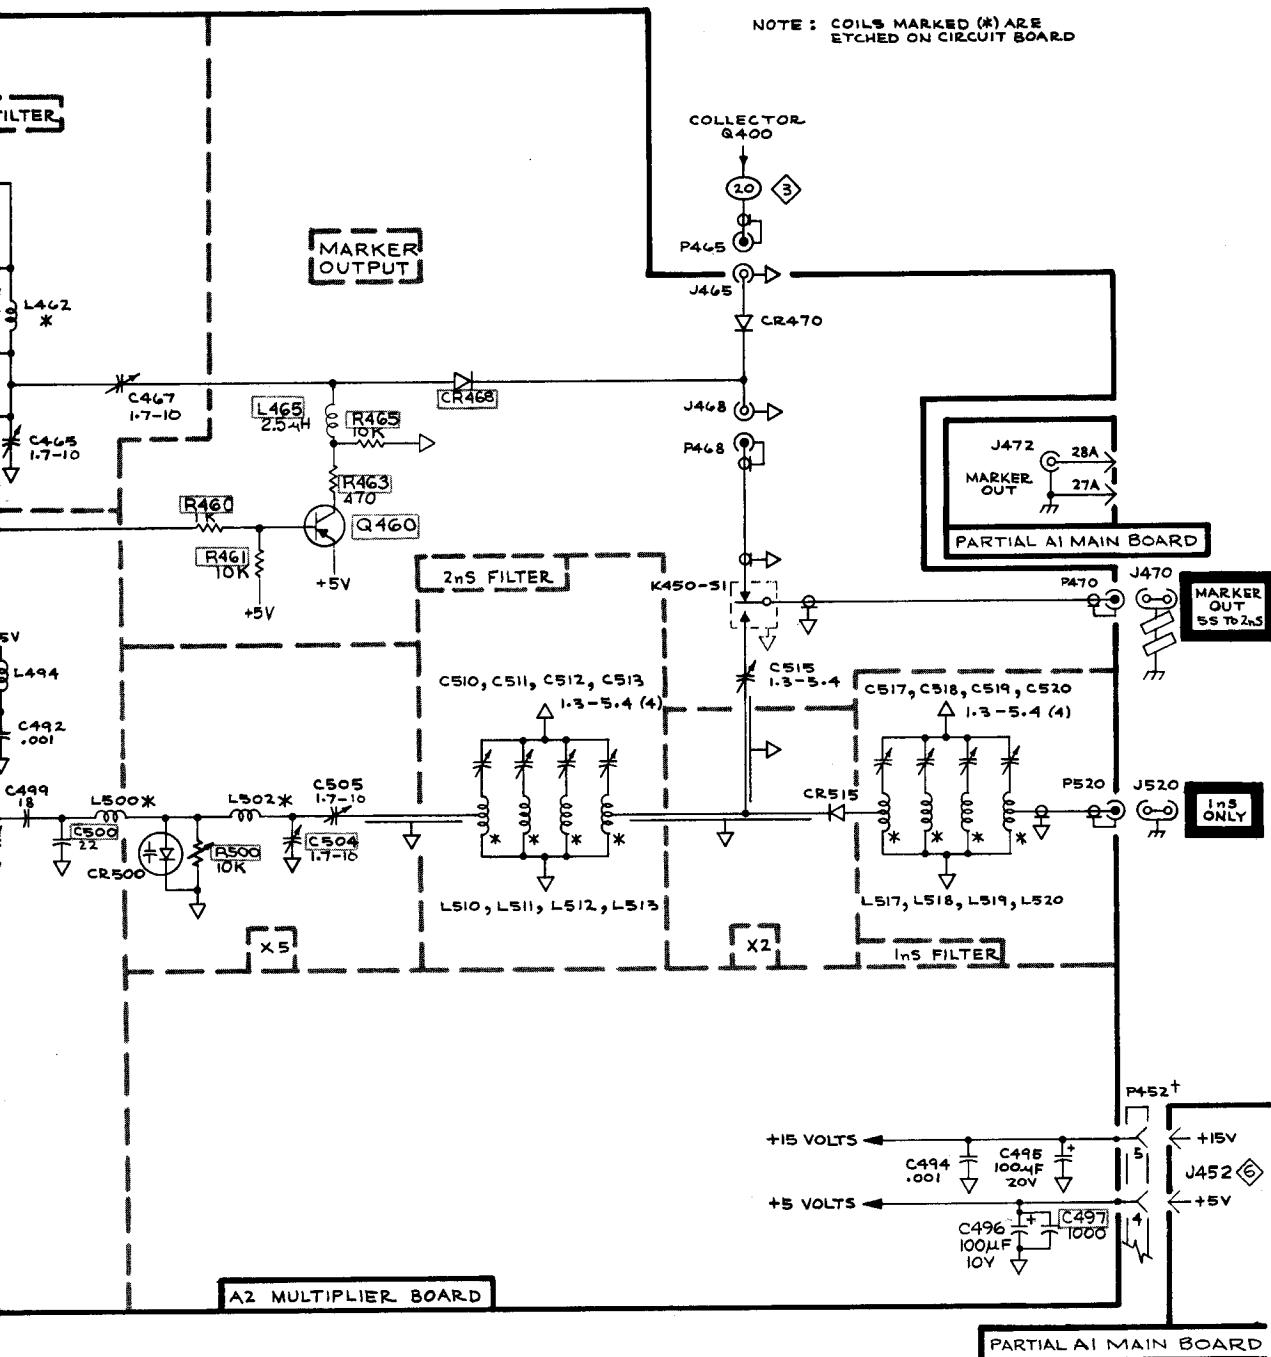 NOTE : COILS MARKED (*) ARE
ETCHED ON CIRCUIT BOARD
FILTER
COLLECTOR
Q400
20
3
P465
J465
MARKER
OUTPUT
L462
*
CR470
C467
1.7-10
L465
2.5μH
R465
10K
CR468
J468
P468
C465
1.7-10
J472
28A
MARKER
OUT
27A
R463
470
R460
1K
Q460
R461
10K
+5V
+5V
PARTIAL A1 MAIN BOARD
2nS FILTER
K450-S1
P470
J470
MARKER
OUT
5S TO 2nS
5V
L494
C510, C511, C512, C513
1.3-5.4 (4)
C515
1.3-5.4
C517, C518, C519, C520
1.3-5.4 (4)
C492
.001
C499
18
L500*
L502*
C505
1.7-10
CR515
P520
J520
1nS
ONLY
C500
22
C504
1.7-10
CR500
R500
10K
*
*
*
*
*
*
L510, L511, L512, L513
L517, L518, L519, L520
X5
X2
1nS FILTER
P452†
+15 VOLTS
C494
.001
C495
100μF
20V
+
5
+15V
J452
6
+5 VOLTS
C496
100μF
10V
+
C497
1000
4
+5V
A2 MULTIPLIER BOARD
PARTIAL A1 MAIN BOARD